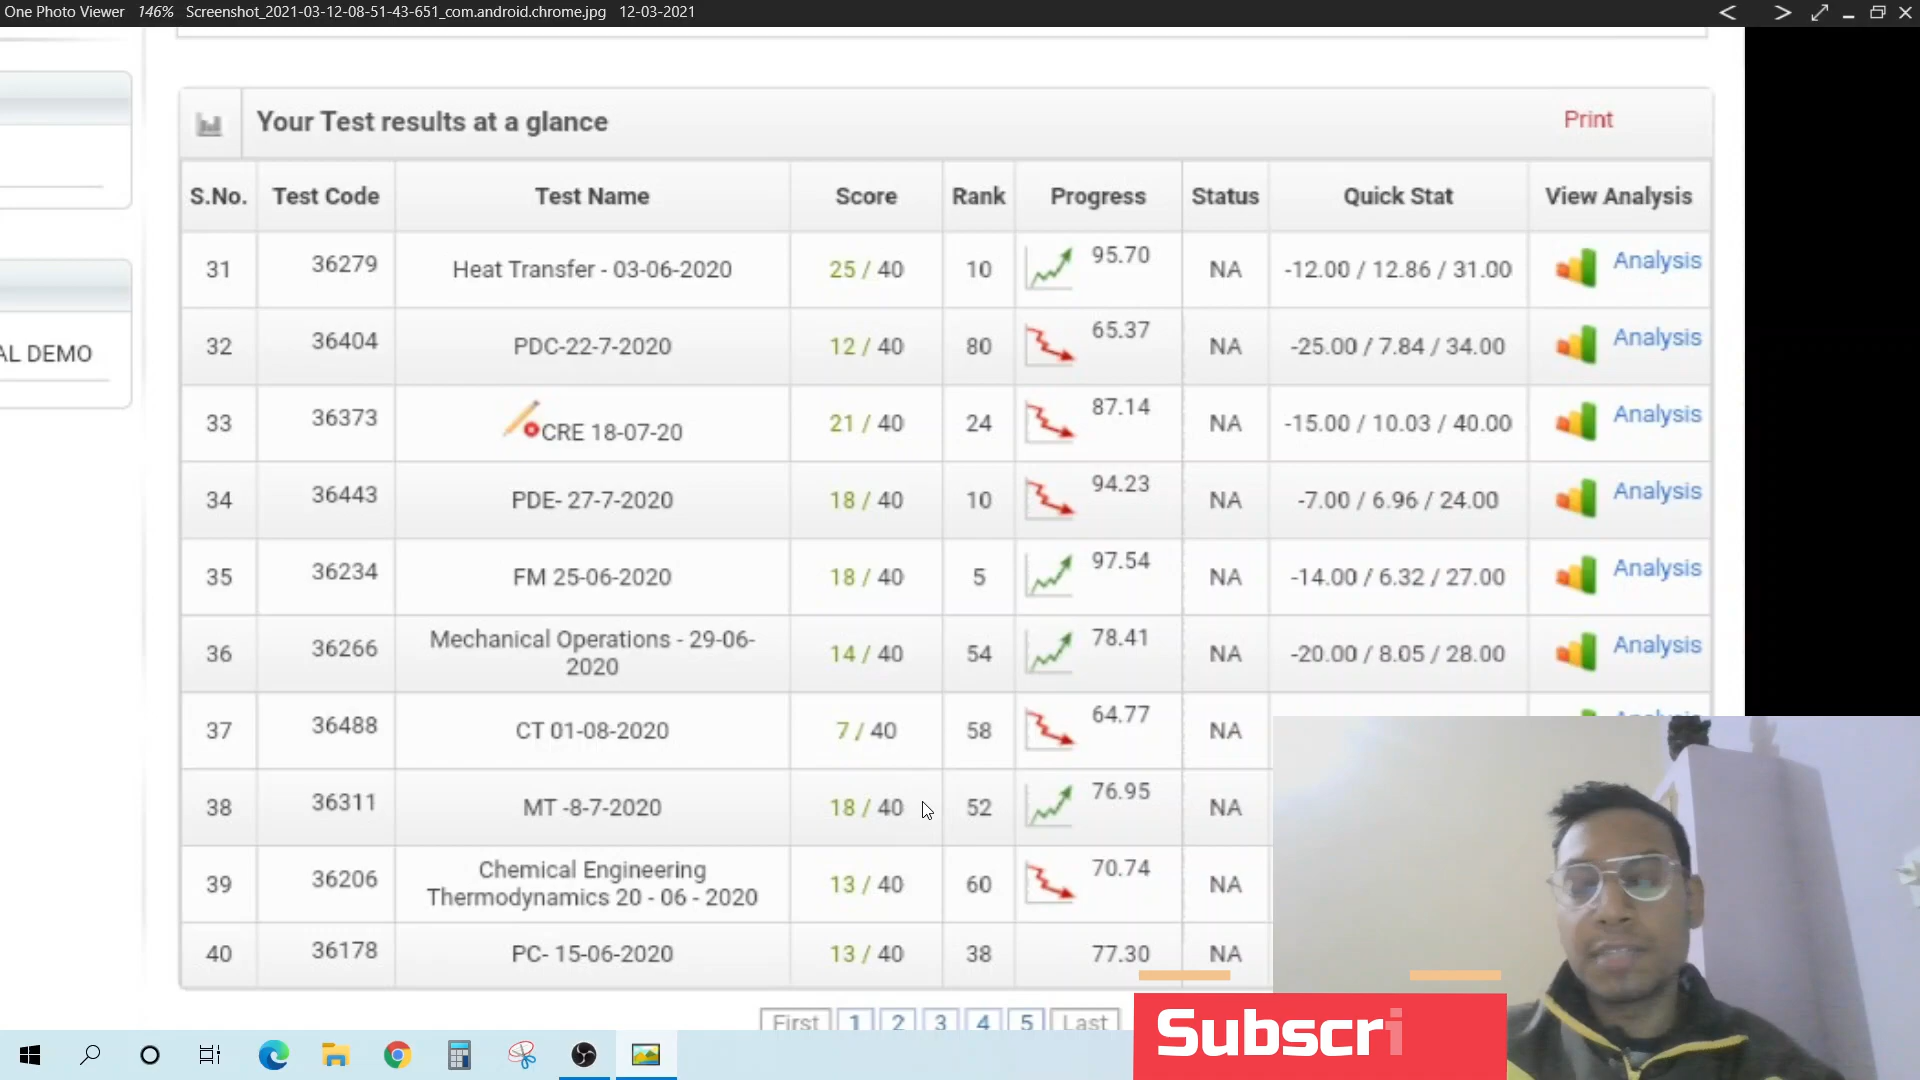 One Photo Viewer 146% Screenshot_2021-03-12-08-51-43-651_com.android.chrome.jpg 12-03-2021
Your Test results at a glance Print
S.No. Test Code Test Name Score Rank Progress Status Quick Stat View Analysis
31 36279 Heat Transfer - 03-06-2020 25 / 40 10 95.70 NA -12.00 / 12.86 / 31.00 Analysis
AL DEMO
32 36404 PDC-22-7-2020 12 / 40 80 65.37 NA -25.00 / 7.84 / 34.00 Analysis
33 36373 CRE 18-07-20 21 / 40 24 87.14 NA -15.00 / 10.03 / 40.00 Analysis
34 36443 PDE- 27-7-2020 18 / 40 10 94.23 NA -7.00 / 6.96 / 24.00 Analysis
35 36234 FM 25-06-2020 18 / 40 5 97.54 NA -14.00 / 6.32 / 27.00 Analysis
36 36266 Mechanical Operations - 29-06-
2020 14 / 40 54 78.41 NA -20.00 / 8.05 / 28.00 Analysis
37 36488 CT 01-08-2020 7 / 40 58 64.77 NA
38 36311 MT -8-7-2020 18 / 40 52 76.95 NA
39 36206 Chemical Engineering
Thermodynamics 20 - 06 - 2020 13 / 40 60 70.74 NA
40 36178 PC- 15-06-2020 13 / 40 38 77.30 NA
First 1 2 3 4 5 Last
Subscri